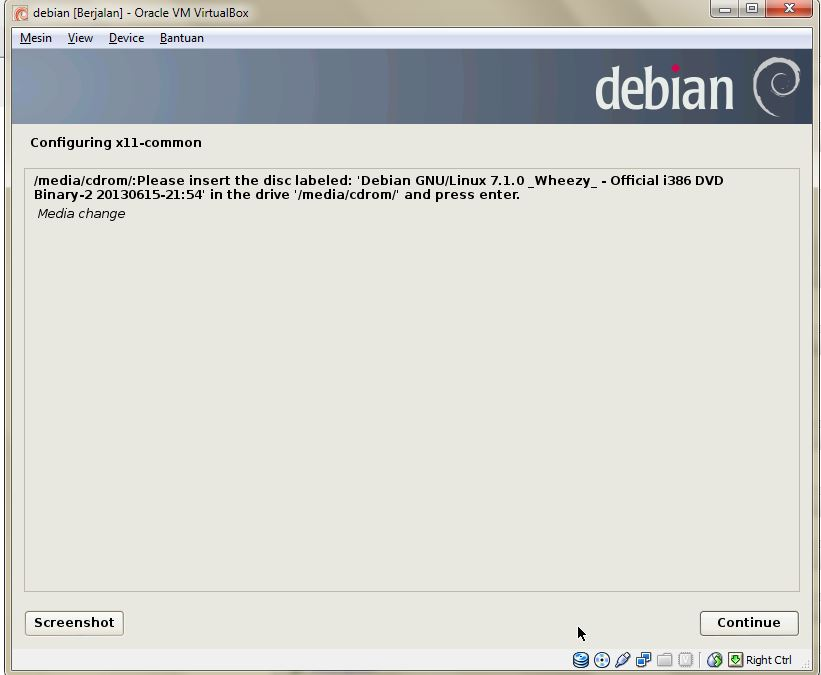 debian [Berjalan] - Oracle VM VirtualBox
Mesin View Device Bantuan
debian
Configuring x11-common
/media/cdrom/:Please insert the disc labeled: 'Debian GNU/Linux 7.1.0 _Wheezy_ - Official i386 DVD
Binary-2 20130615-21:54' in the drive '/media/cdrom/' and press enter.
Media change
Screenshot
Continue
Right Ctrl